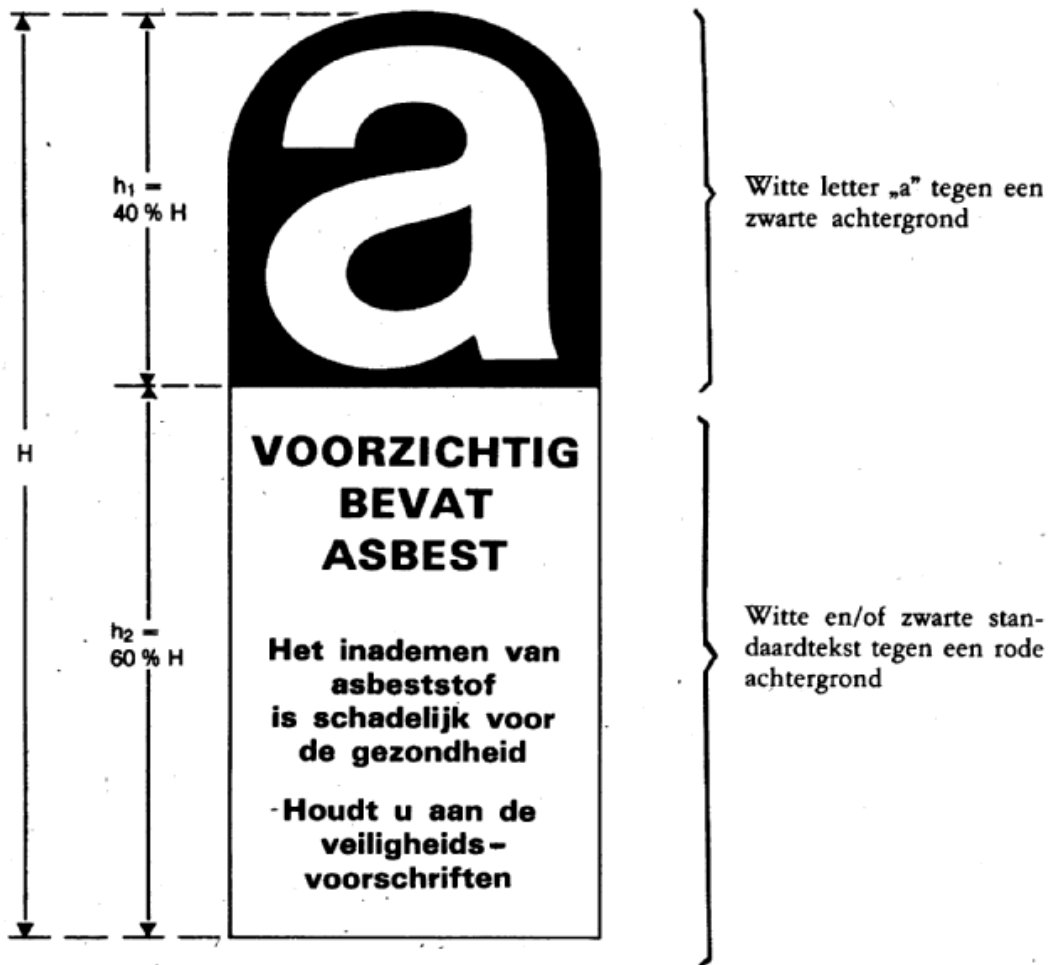 a
h₁ =
40 % H
Witte letter „a” tegen een
zwarte achtergrond
H
VOORZICHTIG
BEVAT
ASBEST
h₂ =
60 % H
Het inademen van
asbeststof
is schadelijk voor
de gezondheid
Houdt u aan de
veiligheids-
voorschriften
Witte en/of zwarte stan-
daardtekst tegen een rode
achtergrond